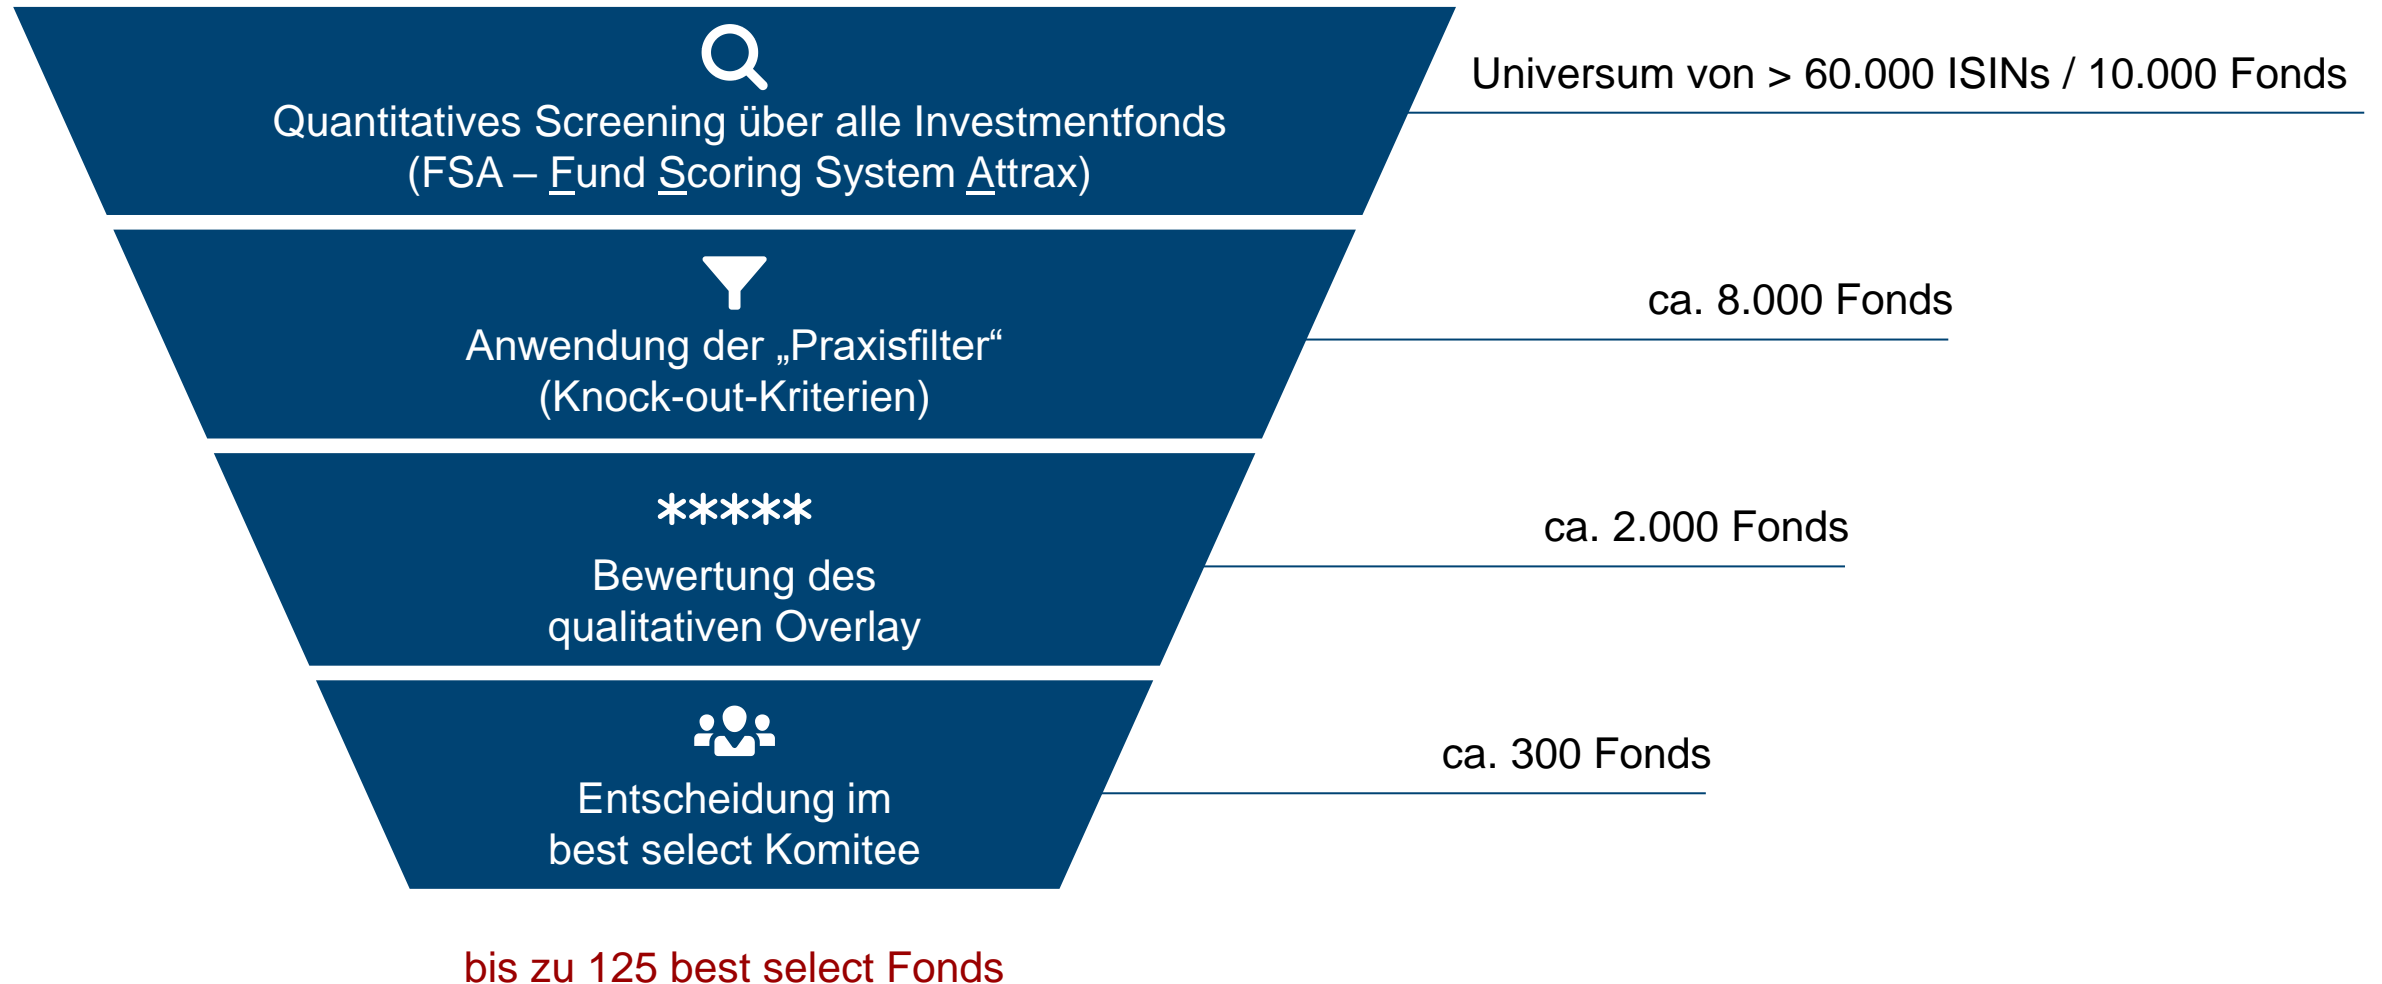 Universum von > 60.000 ISINs / 10.000 Fonds
Quantitatives Screening über alle Investmentfonds
(FSA – Fund Scoring System Attrax)
ca. 8.000 Fonds
Anwendung der „Praxisfilter“
(Knock-out-Kriterien)
ca. 2.000 Fonds
Bewertung des
qualitativen Overlay
ca. 300 Fonds
Entscheidung im
best select Komitee
bis zu 125 best select Fonds